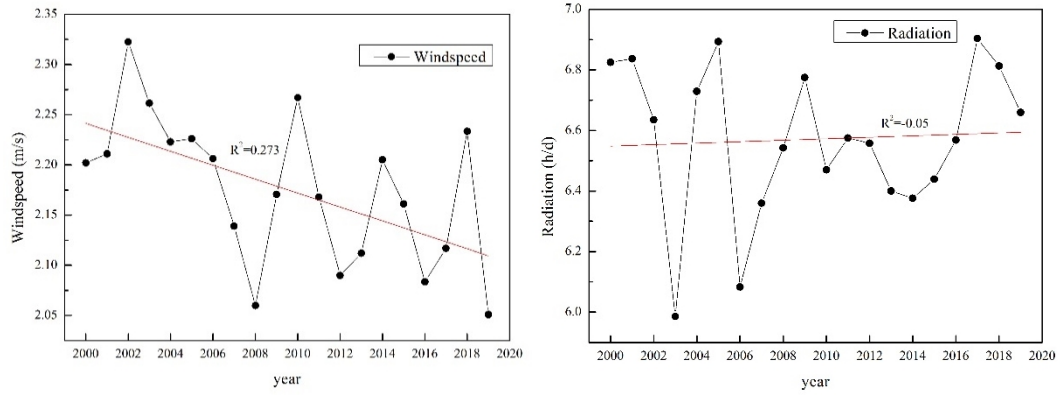 2.35
2.30
2.25
2.20
2.15
2.10
2.05
Windspeed (m/s)
Windspeed
R²=0.273
2000 2002 2004 2006 2008 2010 2012 2014 2016 2018 2020
year
7.0
6.8
6.6
6.4
6.2
6.0
Radiation (h/d)
Radiation
R²=-0.05
2000 2002 2004 2006 2008 2010 2012 2014 2016 2018 2020
year